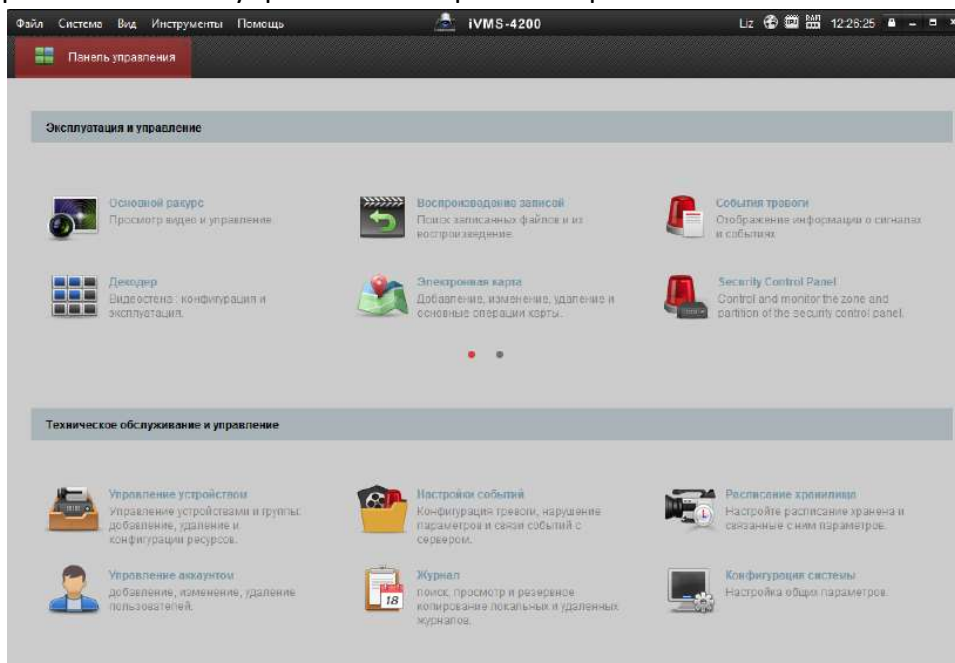 Файл Система Вид Инструменты Помощь iVMS-4200 Liz 12:26:25
Панель управления
Эксплуатация и управление
Основной ракурс
Просмотр видео и управление.
Воспроизведение записей
Поиск записанных файлов и их
воспроизведение.
События тревоги
Отображение информации о сигналах
и событиях.
Декодер
Видеостена : конфигурация и
эксплуатация.
Электронная карта
Добавление, изменение, удаление и
основные операции карты.
Security Control Panel
Control and monitor the zone and
partition of the security control panel.
Техническое обслуживание и управление
Управление устройством
Управление устройствами и группы:
добавление, удаление и
конфигурации ресурсов.
Настройки событий
Конфигурация тревоги, нарушение
параметров и связи событий с
сервером.
Расписание хранилища
Настройте расписание хранена и
связанные с ним параметров.
Управление аккаунтом
добавление, изменение, удаление
пользователей.
Журнал
18
поиск, просмотр и резервное
копирование локальных и удаленных
журналов.
Конфигурация системы
Настройка общих параметров.